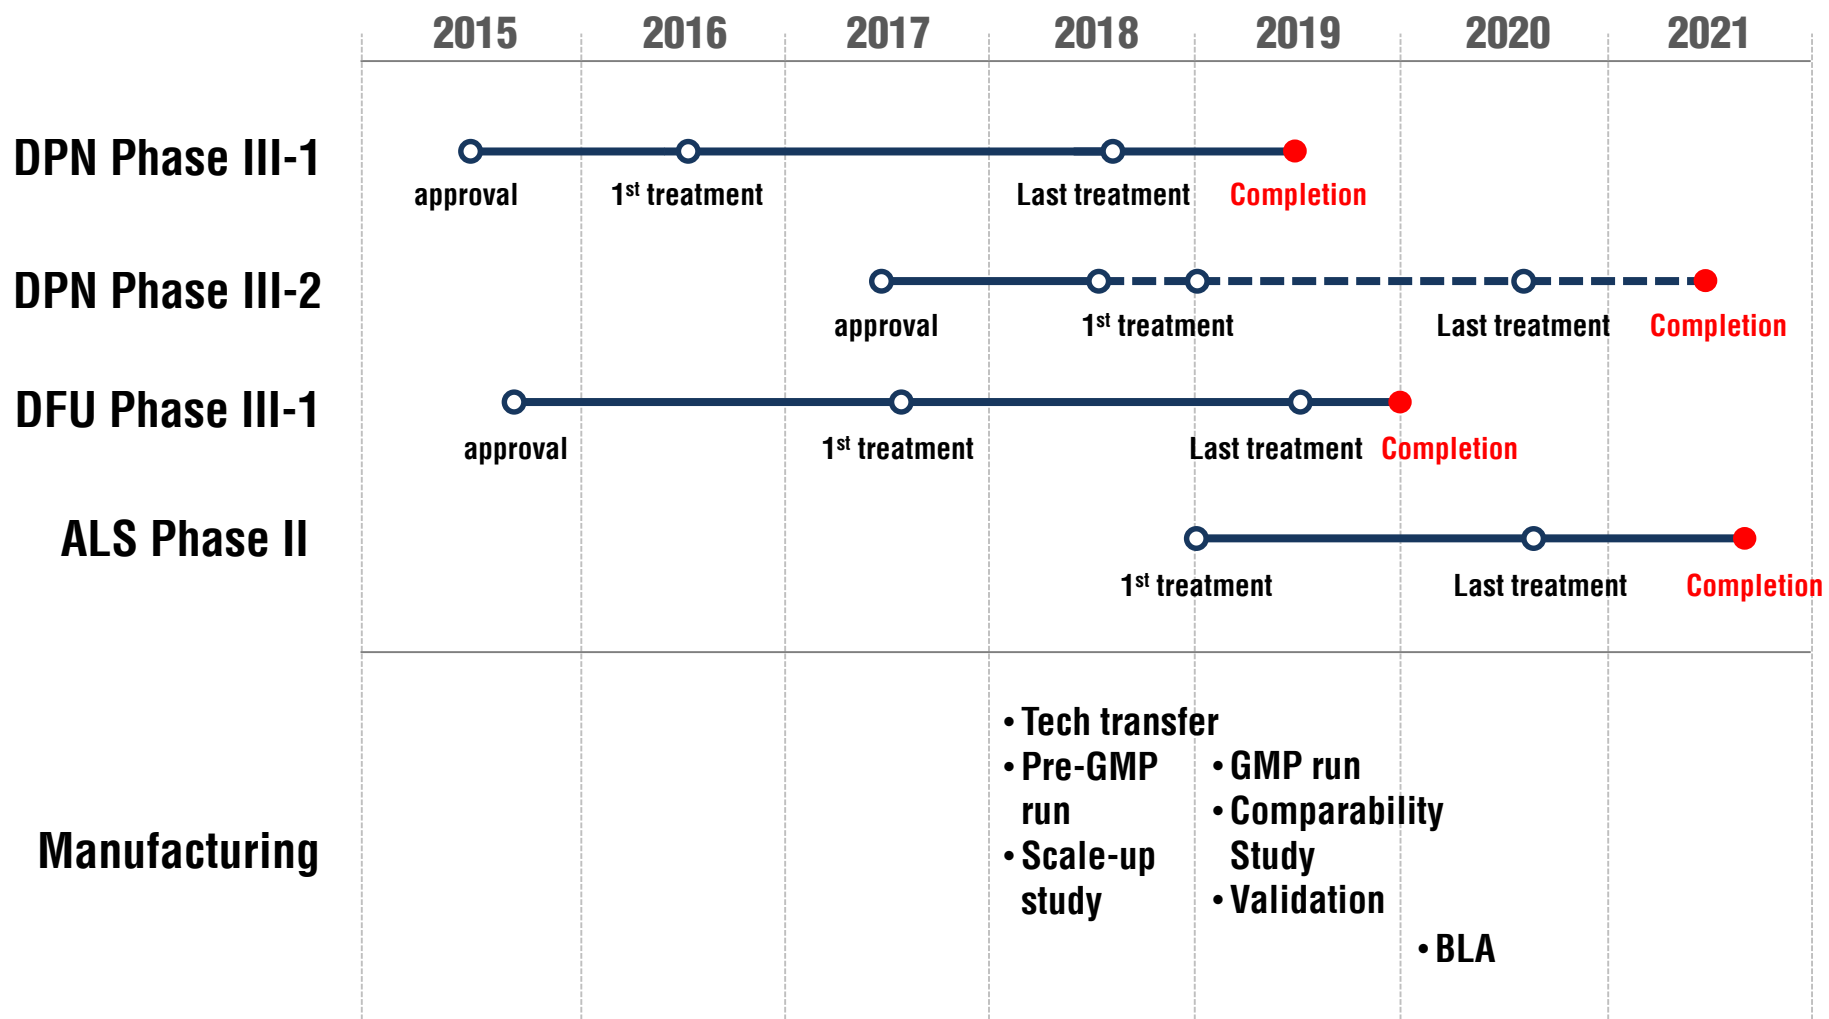 2015 2016 2017 2018 2019 2020 2021
DPN Phase III-1
approval 1st treatment Last treatment Completion
DPN Phase III-2
approval 1st treatment Last treatment Completion
DFU Phase III-1
approval 1st treatment Last treatment Completion
ALS Phase II
1st treatment Last treatment Completion
Manufacturing
• Tech transfer
• Pre-GMP
run
• Scale-up
study
• GMP run
• Comparability
Study
• Validation
• BLA